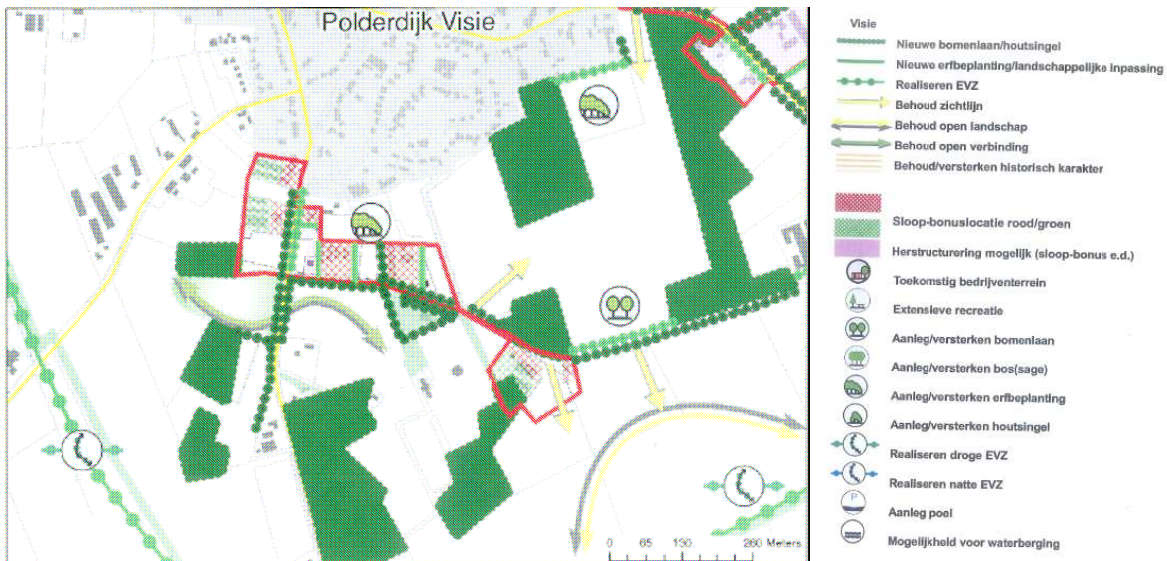 Polderdijk Visie
0 65 130 260 Meters
Visie
Nieuwe bomenlaan/houtsingel
Nieuwe erfbeplanting/landschappelijke inpassing
Realiseren EVZ
Behoud zichtlijn
Behoud open landschap
Behoud open verbinding
Behoud/versterken historisch karakter
Sloop-bonuslocatie rood/groen
Herstructurering mogelijk (sloop-bonus e.d.)
Toekomstig bedrijventerrein
Extensieve recreatie
Aanleg/versterken bomenlaan
Aanleg/versterken bos(sage)
Aanleg/versterken erfbeplanting
Aanleg/versterken houtsingel
Realiseren droge EVZ
Realiseren natte EVZ
P
Aanleg poel
Mogelijkheid voor waterberging